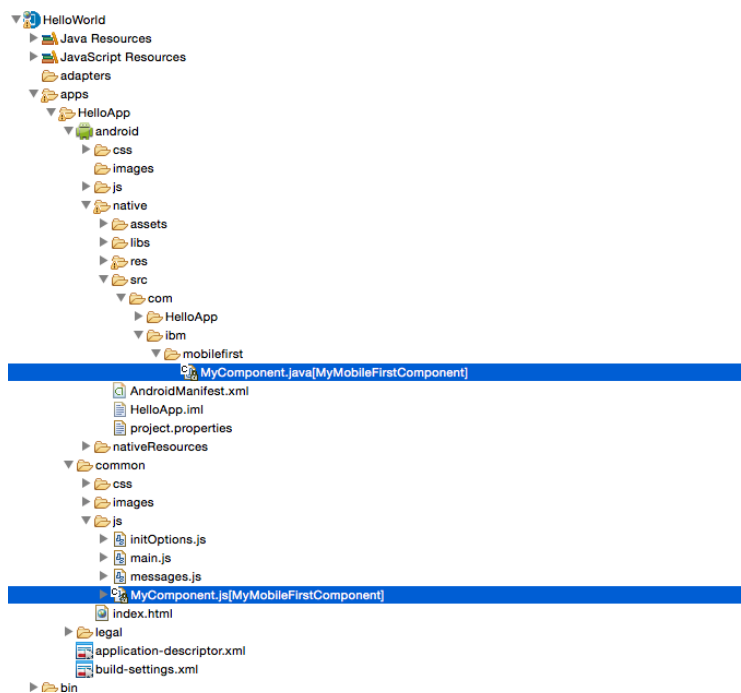 HelloWorld
Java Resources
JavaScript Resources
adapters
apps
HelloApp
android
css
images
js
native
assets
libs
res
src
com
HelloApp
ibm
mobilefirst
MyComponent.java[MyMobileFirstComponent]
AndroidManifest.xml
HelloApp.iml
project.properties
nativeResources
common
css
images
js
initOptions.js
main.js
messages.js
MyComponent.js[MyMobileFirstComponent]
index.html
legal
application-descriptor.xml
build-settings.xml
bin